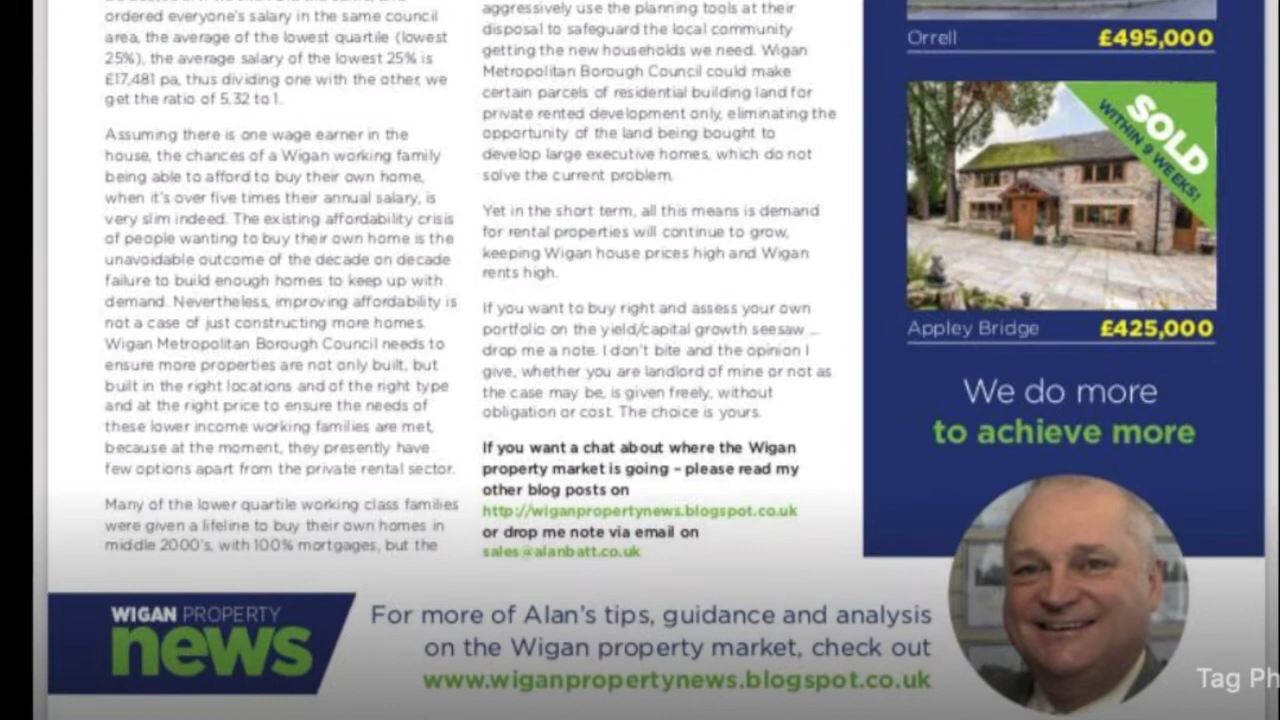 ordered everyone's salary in the same council
area, the average of the lowest quartile (lowest
25%), the average salary of the lowest 25% is
£17,481 pa, thus dividing one with the other, we
get the ratio of 5.32 to 1.
Assuming there is one wage earner in the
house, the chances of a Wigan working family
being able to afford to buy their own home,
when it's over five times their annual salary, is
very slim indeed. The existing affordability crisis
of people wanting to buy their own home is the
unavoidable outcome of the decade on decade
failure to build enough homes to keep up with
demand. Nevertheless, improving affordability is
not a case of just constructing more homes.
Wigan Metropolitan Borough Council needs to
ensure more properties are not only built, but
built in the right locations and of the right type
and at the right price to ensure the needs of
these lower income working families are met,
because at the moment, they presently have
few options apart from the private rental sector.
Many of the lower quartile working class families
were given a lifeline to buy their own homes in
middle 2000's, with 100% mortgages, but the
aggressively use the planning tools at their
disposal to safeguard the local community
getting the new households we need. Wigan
Metropolitan Borough Council could make
certain parcels of residential building land for
private rented development only, eliminating the
opportunity of the land being bought to
develop large executive homes, which do not
solve the current problem.
Yet in the short term, all this means is demand
for rental properties will continue to grow,
keeping Wigan house prices high and Wigan
rents high.
If you want to buy right and assess your own
portfolio on the yield/capital growth seesaw ...
drop me a note. I don't bite and the opinion I
give, whether you are landlord of mine or not as
the case may be, is given freely, without
obligation or cost. The choice is yours.
If you want a chat about where the Wigan
property market is going – please read my
other blog posts on
http://wiganpropertynews.blogspot.co.uk
or drop me note via email on
sales@alanbatt.co.uk
Orrell £495,000
SOLD
WITHIN 9 WEEKS!
Appley Bridge £425,000
We do more
to achieve more
WIGAN PROPERTY
news
For more of Alan's tips, guidance and analysis
on the Wigan property market, check out
www.wiganpropertynews.blogspot.co.uk
Tag Ph